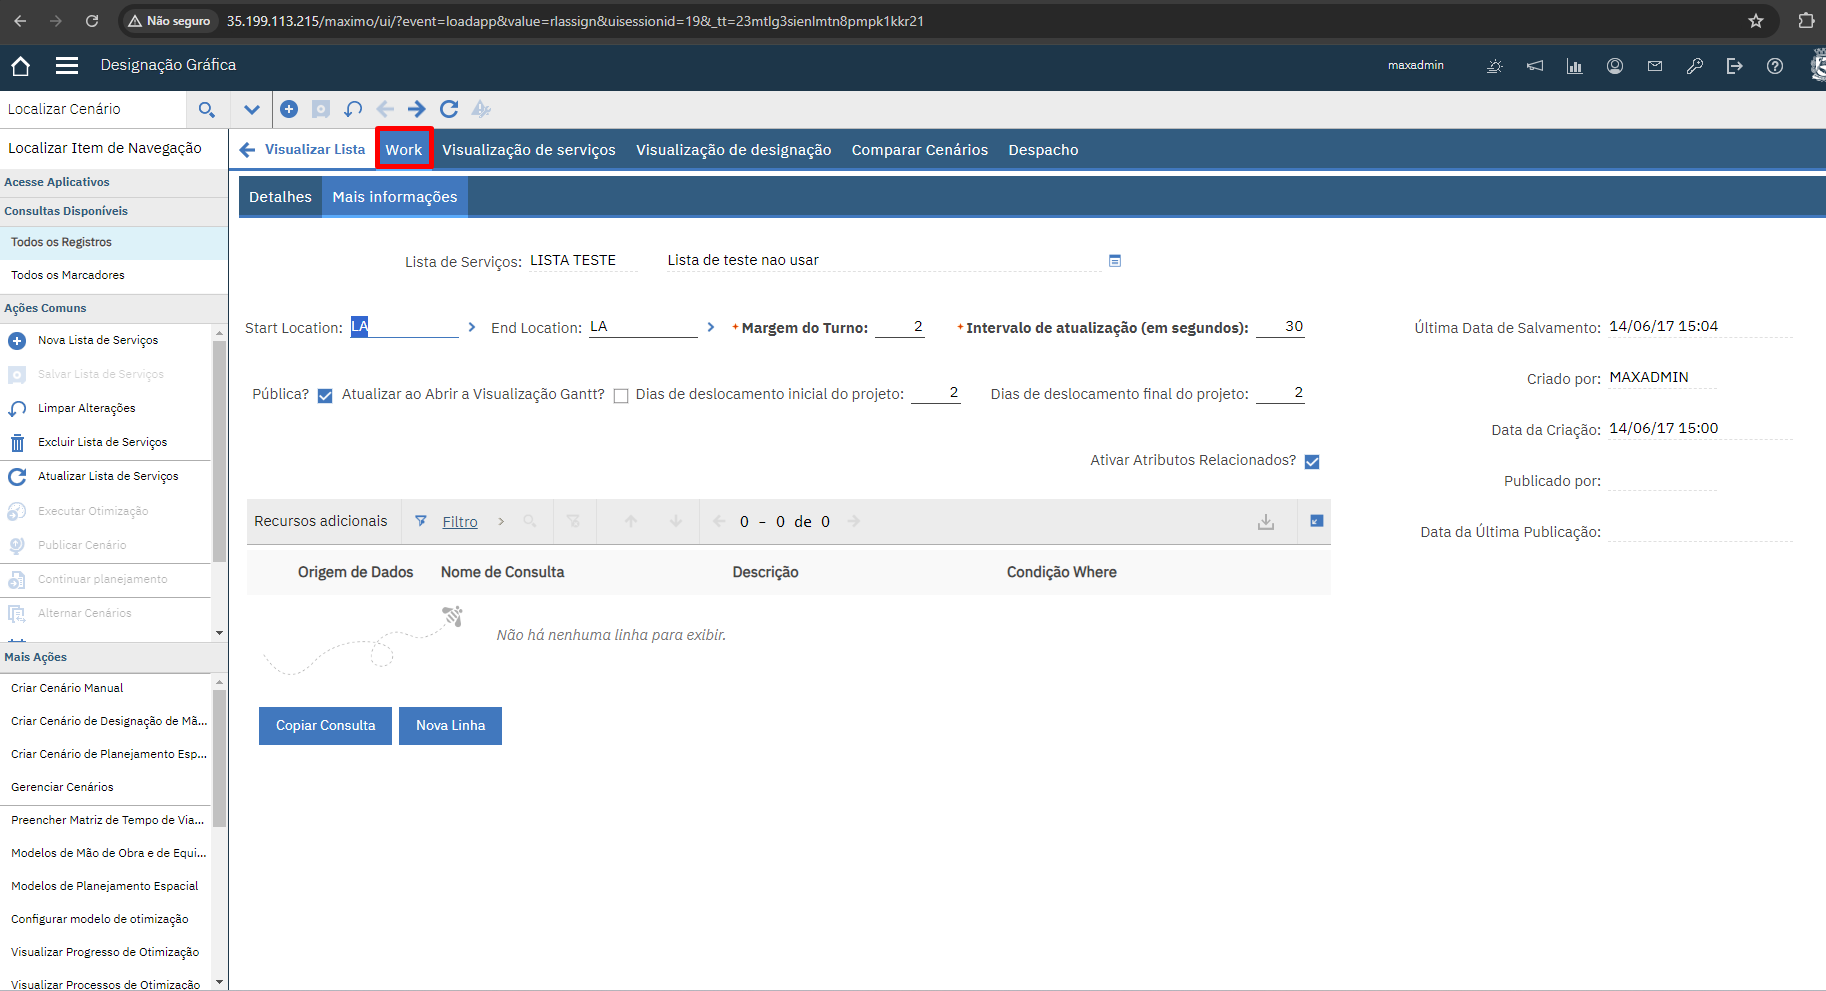 Não seguro
35.199.113.215/maximo/ui/?event=loadapp&value=rlassign&uisessionid=19&_tt=23mtlg3sienlmtn8pmpk1kkr21
Designação Gráfica
maxadmin
Localizar Cenário
Localizar Item de Navegação
Visualizar Lista
Work
Visualização de serviços
Visualização de designação
Comparar Cenários
Despacho
Acesse Aplicativos
Consultas Disponíveis
Todos os Registros
Todos os Marcadores
Ações Comuns
Nova Lista de Serviços
Salvar Lista de Serviços
Limpar Alterações
Excluir Lista de Serviços
Atualizar Lista de Serviços
Executar Otimização
Publicar Cenário
Continuar planejamento
Alternar Cenários
Mais Ações
Criar Cenário Manual
Criar Cenário de Designação de Mã...
Criar Cenário de Planejamento Esp...
Gerenciar Cenários
Preencher Matriz de Tempo de Via...
Modelos de Mão de Obra e de Equi...
Modelos de Planejamento Espacial
Configurar modelo de otimização
Visualizar Progresso de Otimização
Visualizar Processos de Otimização
Detalhes
Mais informações
Lista de Serviços: LISTA TESTE Lista de teste nao usar
Start Location: LA End Location: LA * Margem do Turno: 2 * Intervalo de atualização (em segundos): 30
Pública? Atualizar ao Abrir a Visualização Gantt? Dias de deslocamento inicial do projeto: 2 Dias de deslocamento final do projeto: 2
Ativar Atributos Relacionados?
Última Data de Salvamento: 14/06/17 15:04
Criado por: MAXADMIN
Data da Criação: 14/06/17 15:00
Publicado por:
Data da Última Publicação:
Recursos adicionais Filtro 0 - 0 de 0
Origem de Dados Nome de Consulta Descrição Condição Where
Não há nenhuma linha para exibir.
Copiar Consulta Nova Linha